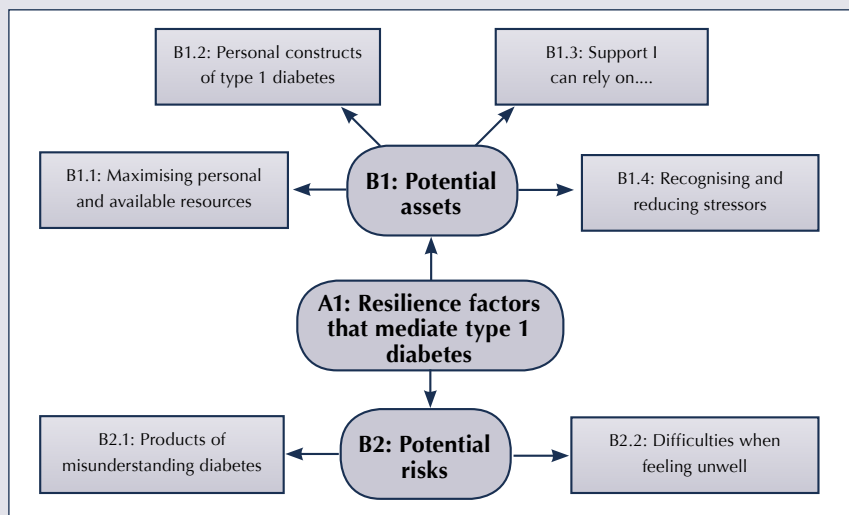 B1.2: Personal constructs
of type 1 diabetes
B1.3: Support I
can rely on....
B1.1: Maximising personal
and available resources
B1: Potential
assets
B1.4: Recognising and
reducing stressors
A1: Resilience factors
that mediate type 1
diabetes
B2.1: Products of
misunderstanding diabetes
B2: Potential
risks
B2.2: Difficulties when
feeling unwell